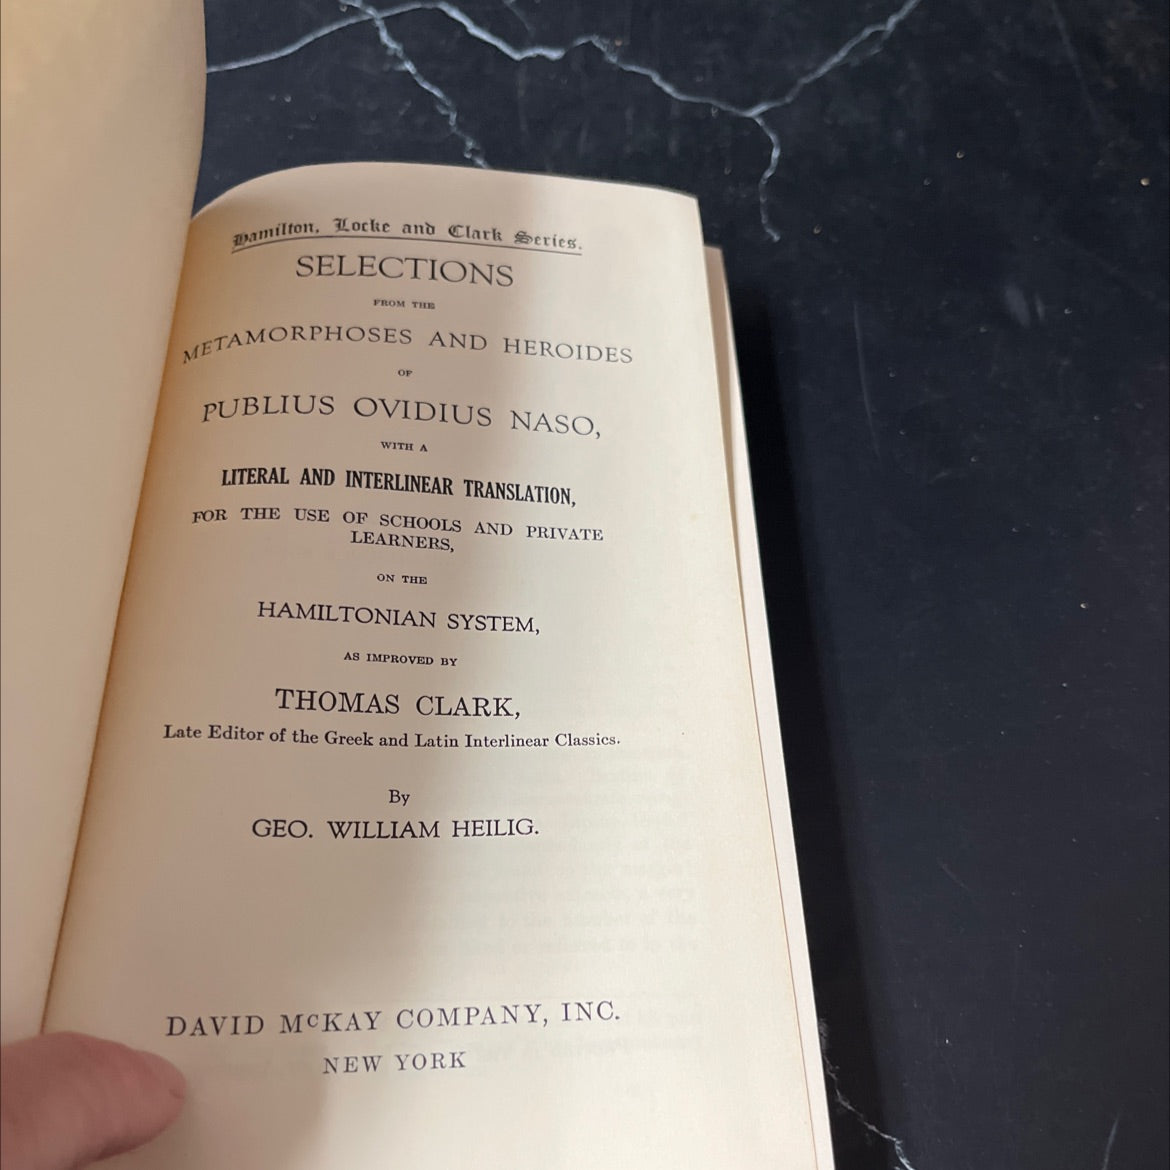 Hamilton, Locke and Clark Series.
SELECTIONS
FROM THE
METAMORPHOSES AND HEROIDES
OF
PUBLIUS OVIDIUS NASO,
WITH A
LITERAL AND INTERLINEAR TRANSLATION,
FOR THE USE OF SCHOOLS AND PRIVATE
LEARNERS,
ON THE
HAMILTONIAN SYSTEM,
AS IMPROVED BY
THOMAS CLARK,
Late Editor of the Greek and Latin Interlinear Classics.
By
GEO. WILLIAM HEILIG.
DAVID McKAY COMPANY, INC.
NEW YORK